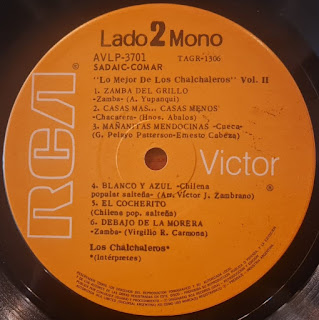 Lado 2 Mono
AVLP-3701
TAGR-1306
SADAIC-COMAR
"Lo Mejor De Los Chalchaleros" Vol. II
1. ZAMBA DEL GRILLO
-Zamba- (A. Yupanqui)
2. CASAS MAS... CASAS MENOS
-Chacarera- (Hnos. Abalos)
3. MAÑANITAS MENDOCINAS -Cueca-
(G. Pelayo Patterson-Ernesto Cabeza)
RCA
Victor
4. BLANCO Y AZUL -Chilena
popular salteña- (Arr. Victor J. Zambrano)
5. EL COCHERITO
(Chilena pop. salteña)
6. DEBAJO DE LA MORERA
-Zamba- (Virgilio R. Carmona)
Los Chalchaleros*
*(Intérpretes)